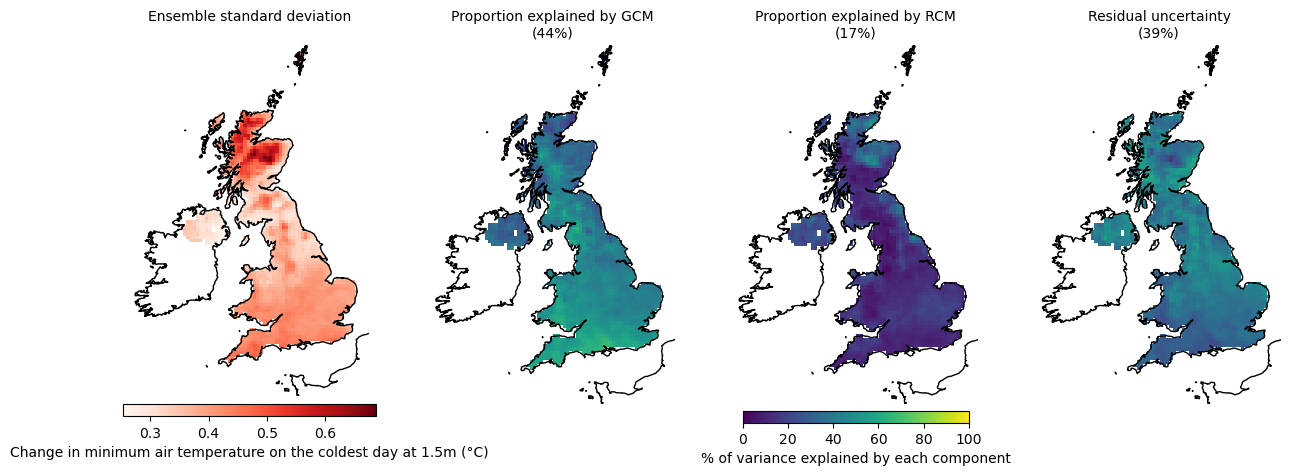 Ensemble standard deviation
Proportion explained by GCM
(44%)
Proportion explained by RCM
(17%)
Residual uncertainty
(39%)
0.3 0.4 0.5 0.6
Change in minimum air temperature on the coldest day at 1.5m (°C)
0 20 40 60 80 100
% of variance explained by each component